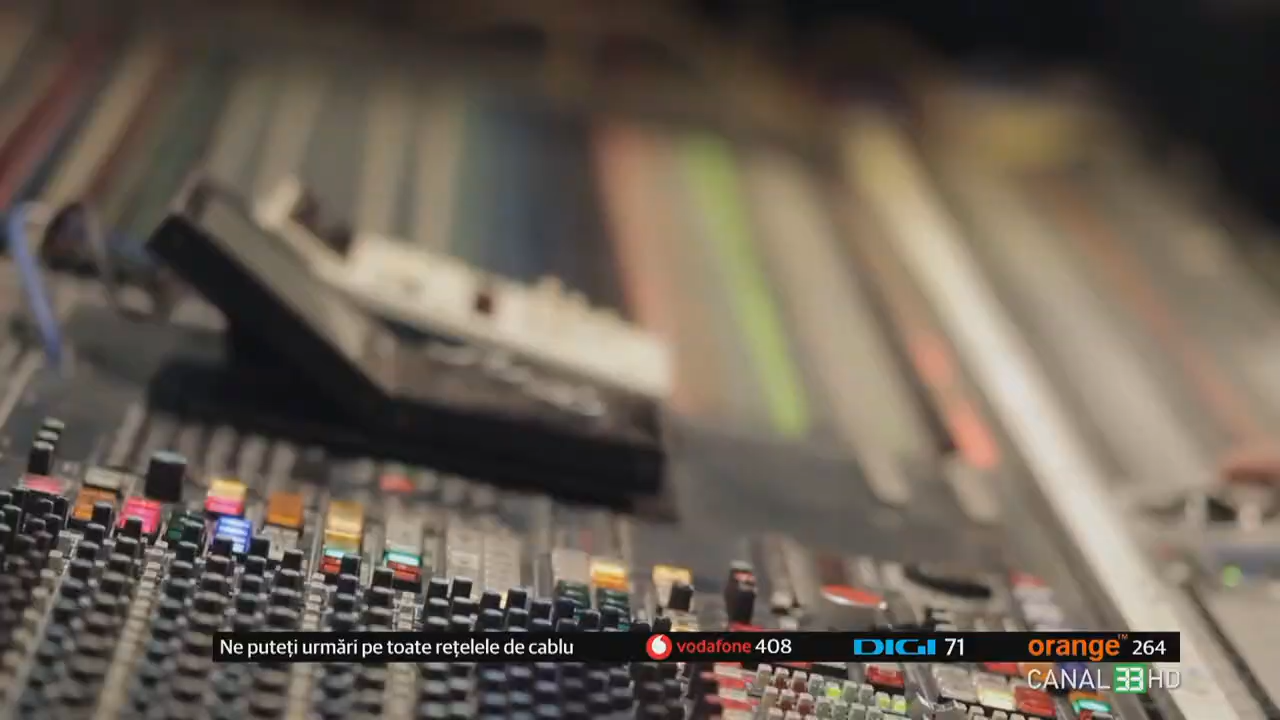 Ne puteți urmări pe toate rețelele de cablu vodafone 408 DIGI 71 orange™ 264
CANAL 33 HD